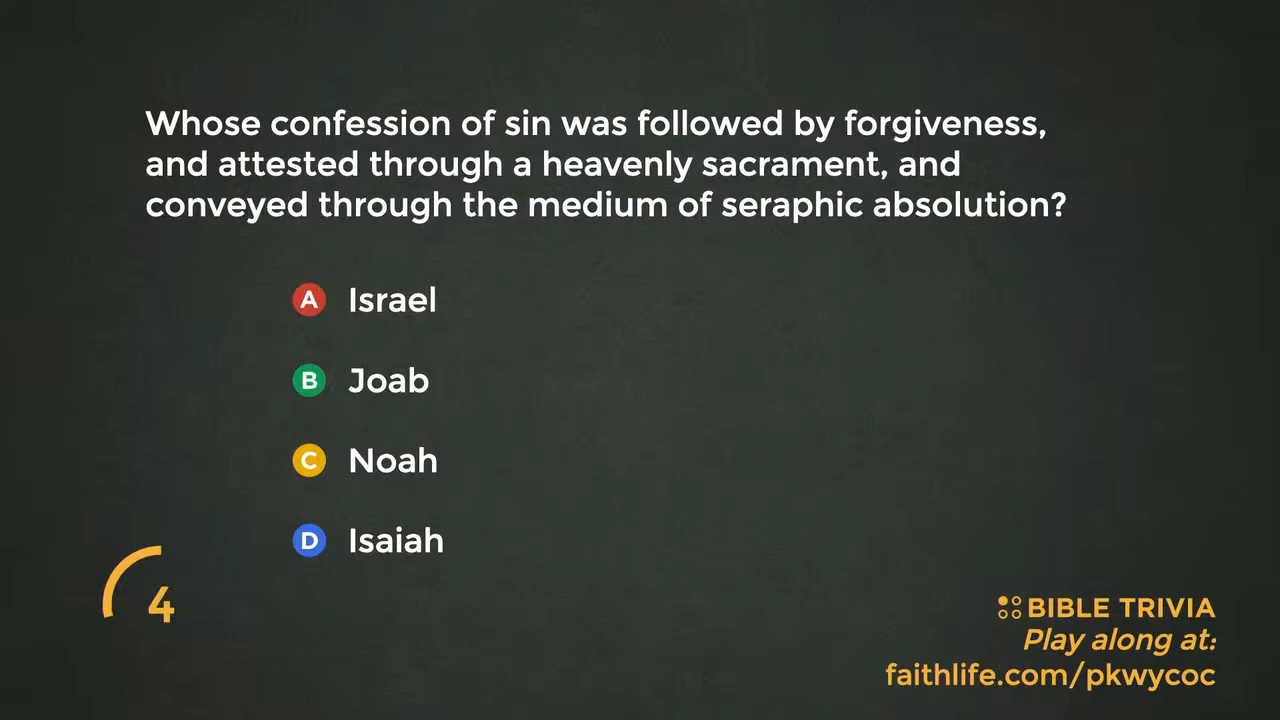 Whose confession of sin was followed by forgiveness,
and attested through a heavenly sacrament, and
conveyed through the medium of seraphic absolution?
A Israel
B Joab
C Noah
D Isaiah
4
BIBLE TRIVIA
Play along at:
faithlife.com/pkwycoc